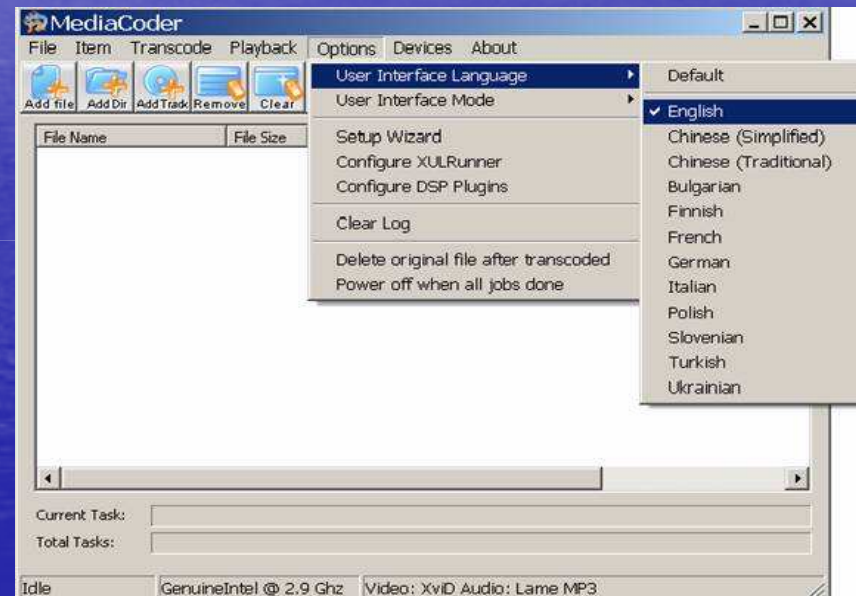 MediaCoder
File Item Transcode Playback Options Devices About
Add file Add Dir Add Track Remove Clear
File Name File Size
User Interface Language
User Interface Mode
Setup Wizard
Configure XULRunner
Configure DSP Plugins
Clear Log
Delete original file after transcoded
Power off when all jobs done
Default
English
Chinese (Simplified)
Chinese (Traditional)
Bulgarian
Finnish
French
German
Italian
Polish
Slovenian
Turkish
Ukrainian
Current Task:
Total Tasks:
Idle GenuineIntel @ 2.9 Ghz Video: XviD Audio: Lame MP3